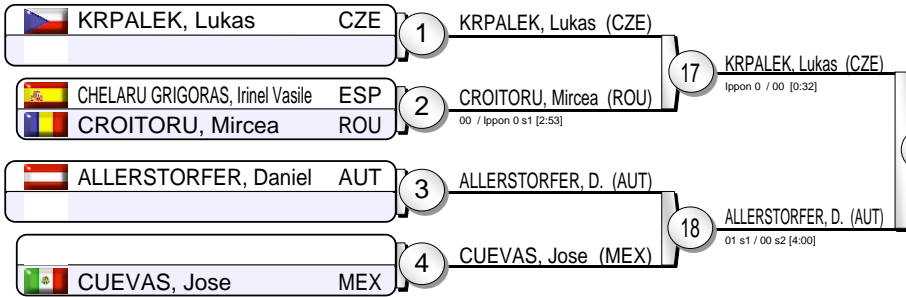 KRPALEK, Lukas CZE
1
KRPALEK, Lukas (CZE)
17
KRPALEK, Lukas (CZE)
Ippon 0 / 00 [0:32]
CHELARU GRIGORAS, Irinel Vasile ESP
CROITORU, Mircea ROU
2
CROITORU, Mircea (ROU)
00 / Ippon 0 s1 [2:53]
ALLERSTORFER, Daniel AUT
3
ALLERSTORFER, D. (AUT)
18
ALLERSTORFER, D. (AUT)
01 s1 / 00 s2 [4:00]
4
CUEVAS, Jose (MEX)
CUEVAS, Jose MEX